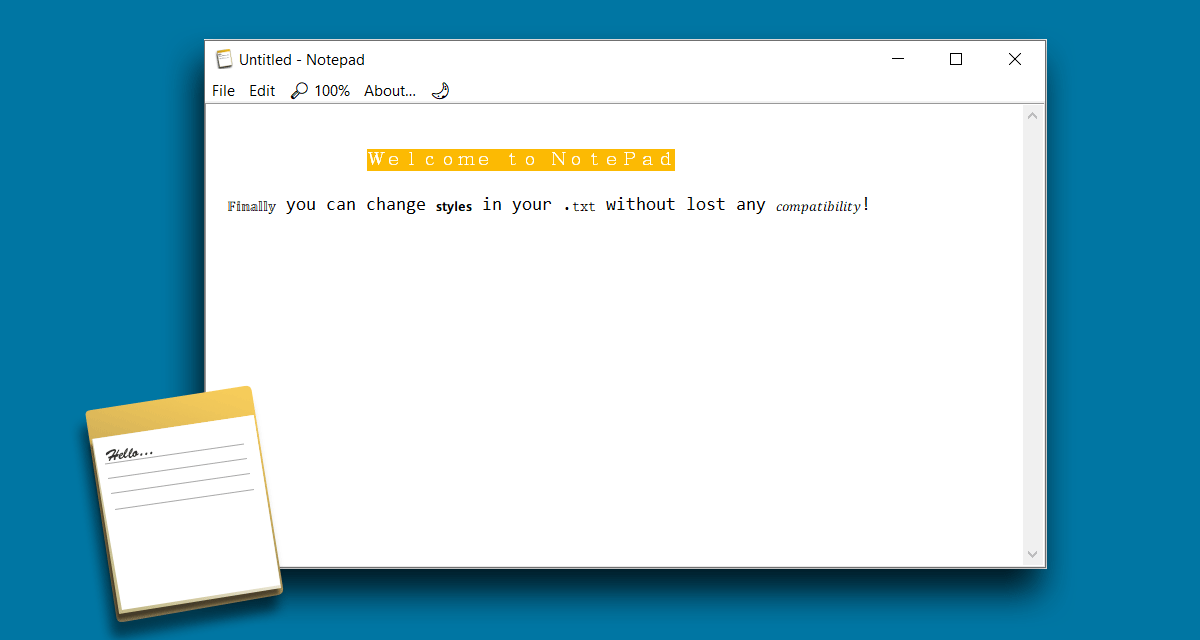 Untitled - Notepad
File Edit 100% About...
Welcome to NotePad
Finally you can change styles in your .txt without lost any compatibility!
Hello...